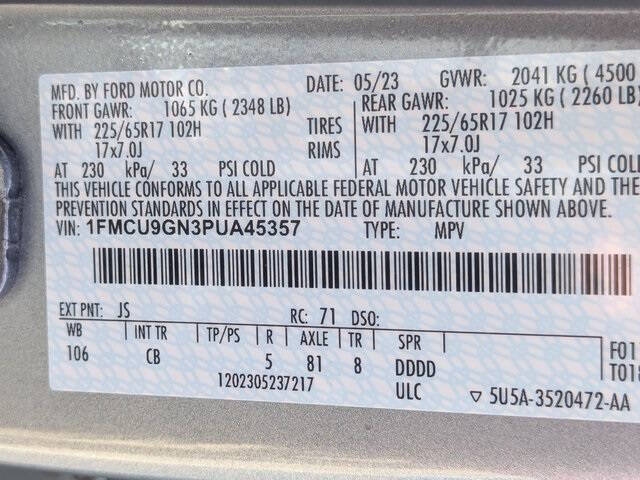 MFD. BY FORD MOTOR CO. DATE: 05/23 GVWR: 2041 KG ( 4500
FRONT GAWR: 1065 KG ( 2348 LB) REAR GAWR: 1025 KG ( 2260 LB)
WITH 225/65R17 102H TIRES WITH 225/65R17 102H
17x7.0J RIMS 17x7.0J
AT 230 kPa/ 33 PSI COLD AT 230 kPa/ 33 PSI COLD
THIS VEHICLE CONFORMS TO ALL APPLICABLE FEDERAL MOTOR VEHICLE SAFETY AND THE
PREVENTION STANDARDS IN EFFECT ON THE DATE OF MANUFACTURE SHOWN ABOVE.
VIN: 1FMCU9GN3PUA45357 TYPE: MPV
EXT PNT: JS RC: 71 DSO:
WB INT TR TP/PS R AXLE TR SPR
106 CB 5 81 8 DDDD
1202305237217 ULC ▽ 5U5A-3520472-AA
F011
T018